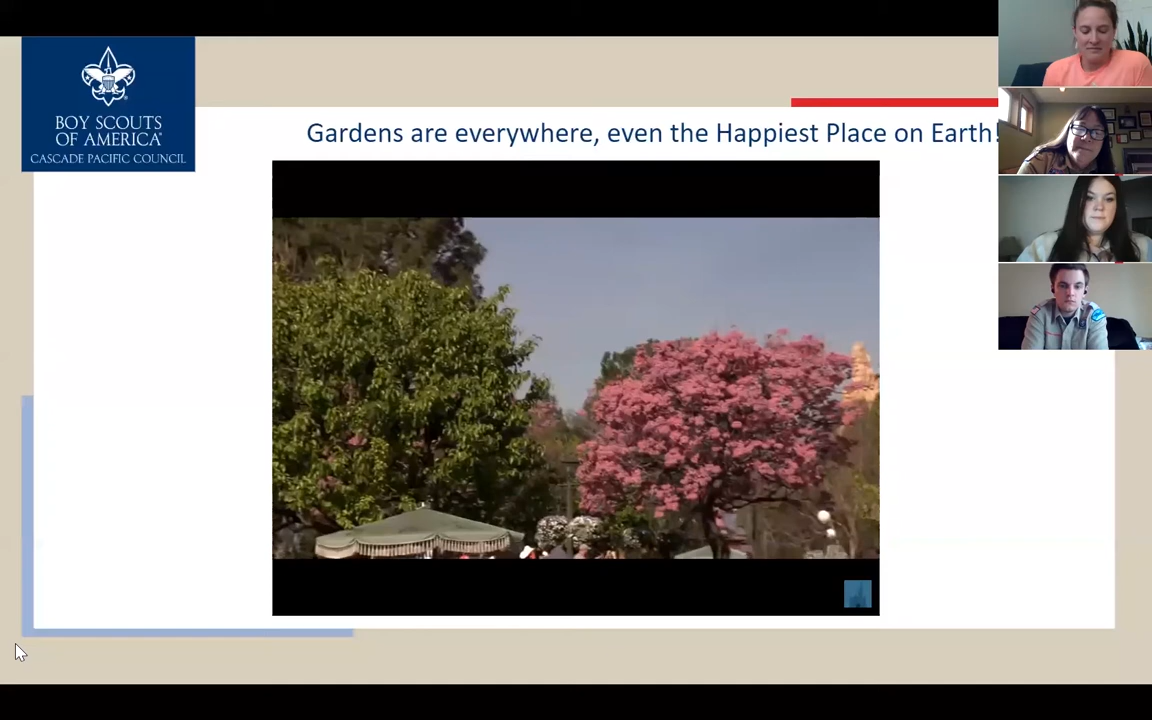 BOY SCOUTS
OF AMERICA®
CASCADE PACIFIC COUNCIL
Gardens are everywhere, even the Happiest Place on Earth!